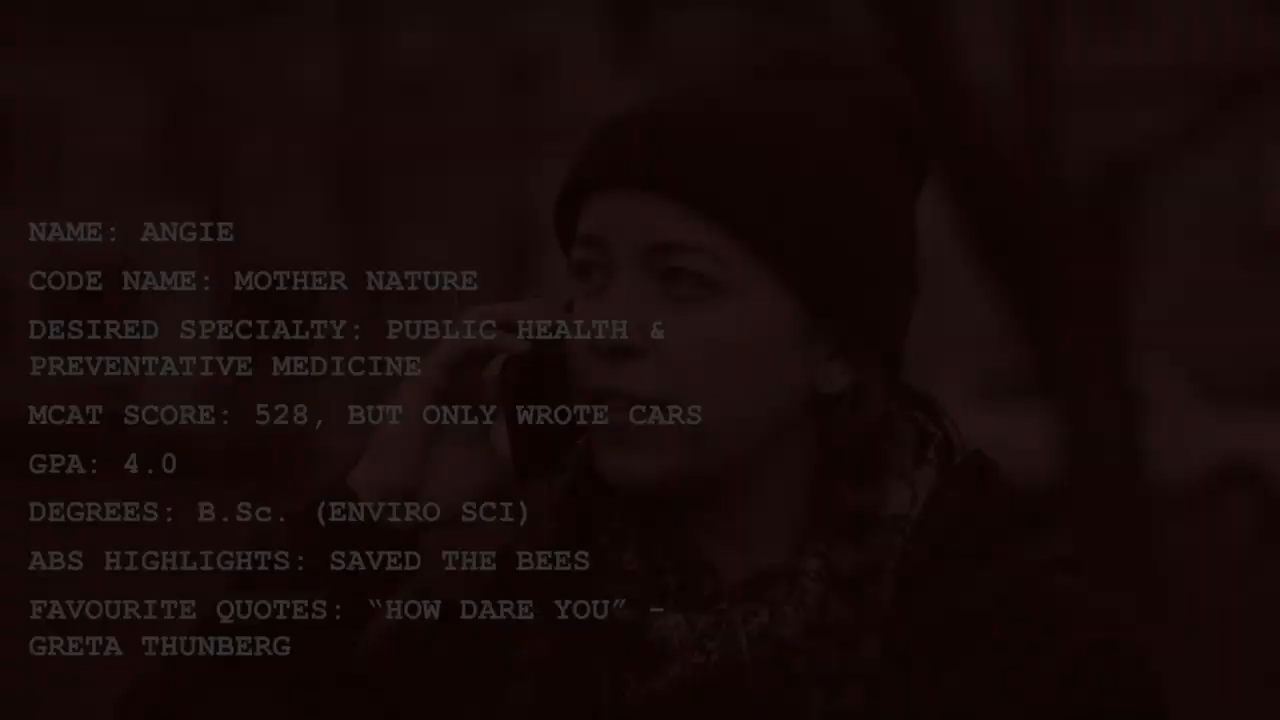 NAME: ANGIE
CODE NAME: MOTHER NATURE
DESIRED SPECIALTY: PUBLIC HEALTH &
PREVENTATIVE MEDICINE
MCAT SCORE: 528, BUT ONLY WROTE CARS
GPA: 4.0
DEGREES: B.Sc. (ENVIRO SCI)
ABS HIGHLIGHTS: SAVED THE BEES
FAVOURITE QUOTES: “HOW DARE YOU” -
GRETA THUNBERG